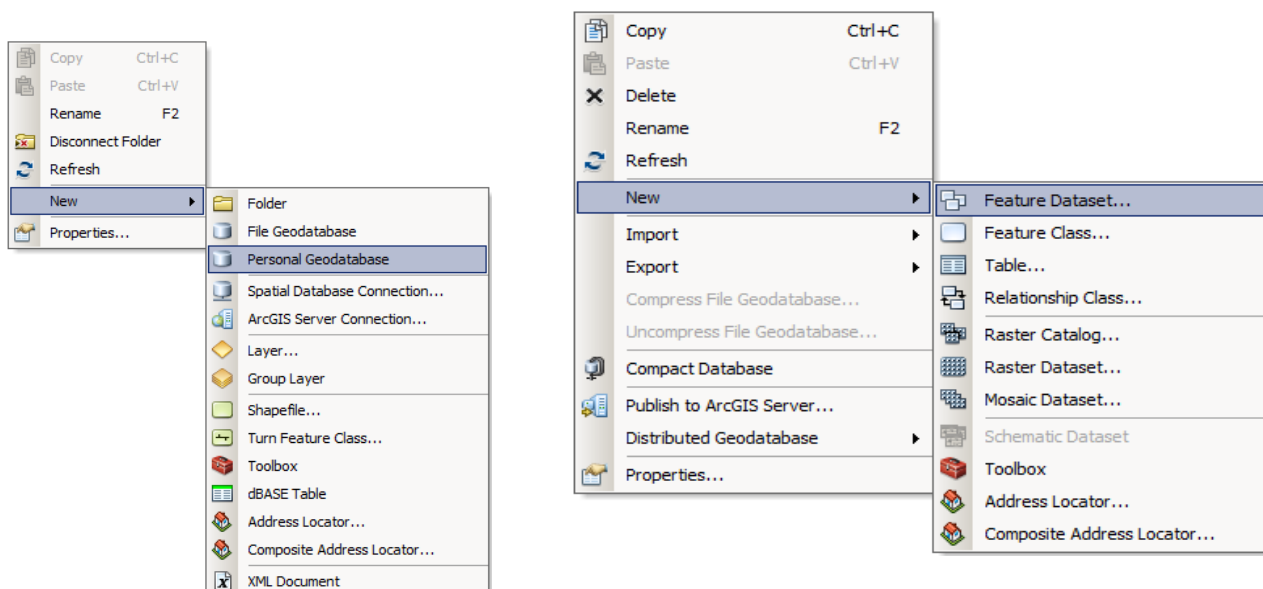 Copy Ctrl+C
Paste Ctrl+V
Rename F2
Disconnect Folder
Refresh
New
Properties...
Folder
File Geodatabase
Personal Geodatabase
Spatial Database Connection...
ArcGIS Server Connection...
Layer...
Group Layer
Shapefile...
Turn Feature Class...
Toolbox
dBASE Table
Address Locator...
Composite Address Locator...
XML Document
Copy Ctrl+C
Paste Ctrl+V
Delete
Rename F2
Refresh
New
Import
Export
Compress File Geodatabase...
Uncompress File Geodatabase...
Compact Database
Publish to ArcGIS Server...
Distributed Geodatabase
Properties...
Feature Dataset...
Feature Class...
Table...
Relationship Class...
Raster Catalog...
Raster Dataset...
Mosaic Dataset...
Schematic Dataset
Toolbox
Address Locator...
Composite Address Locator...